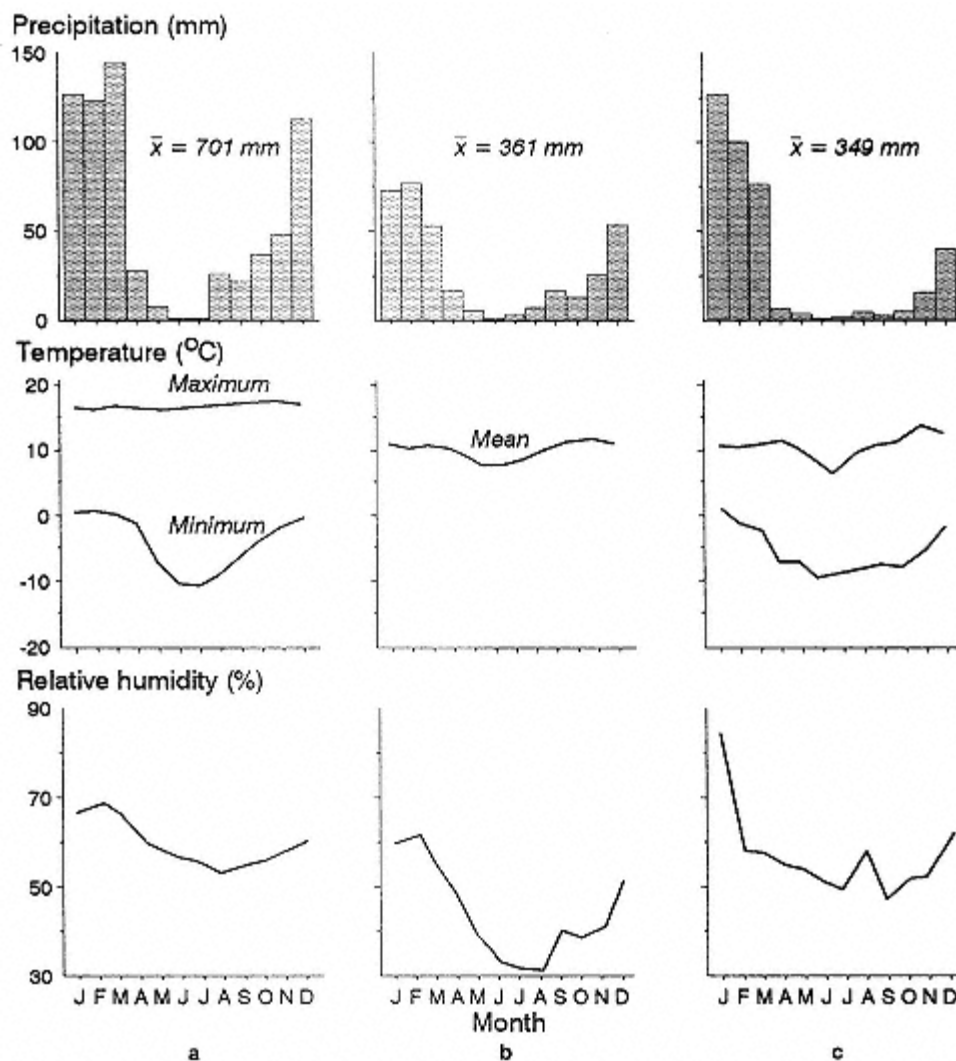 Precipitation (mm)
150
100
50
0
x̄ = 701 mm
x̄ = 361 mm
x̄ = 349 mm
Temperature (OC)
20
10
0
-10
-20
Maximum
Minimum
Mean
Relative humidity (%)
90
70
50
30
J F M A M J J A S O N D
J F M A M J J A S O N D
J F M A M J J A S O N D
Month
a
b
c